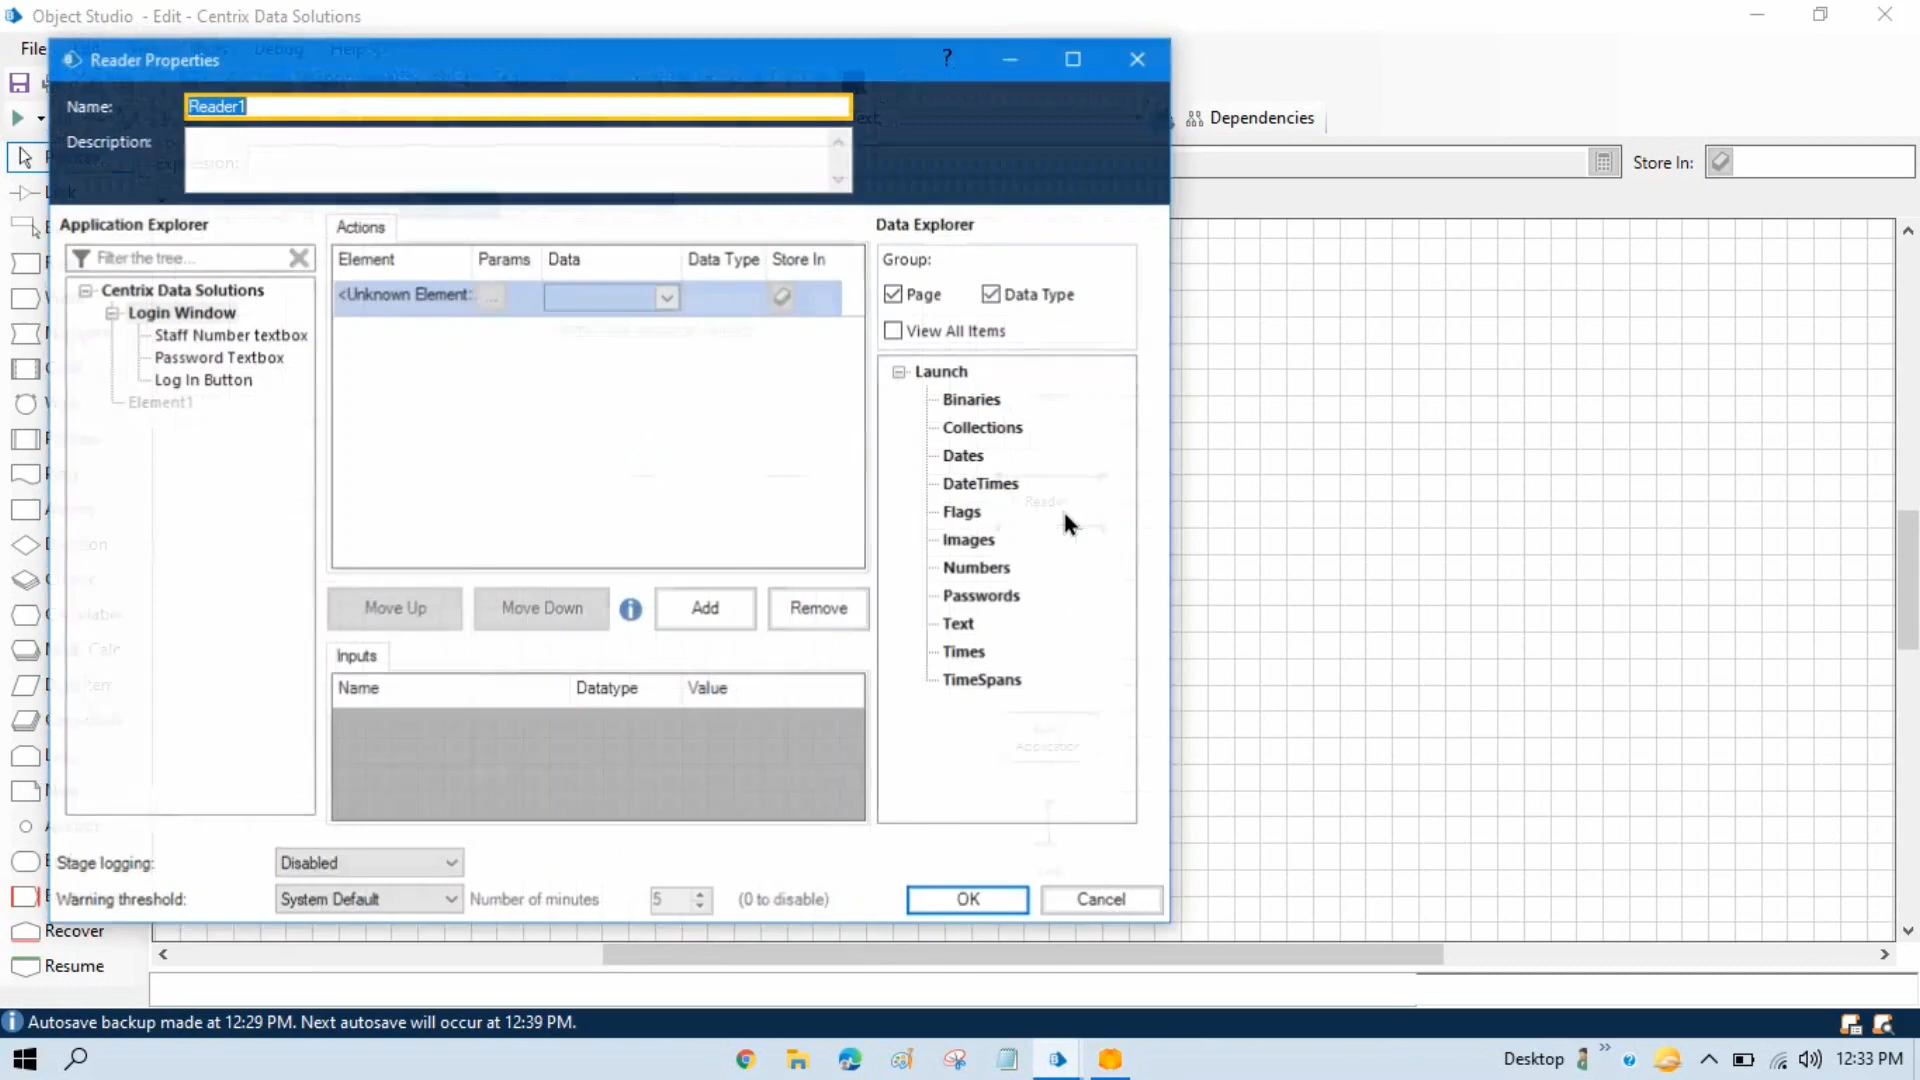 Object Studio - Edit - Centrix Data Solutions
File
Debug
Help
Reader Properties
?
Name:
Reader1
Description:
Expression:
Dependencies
Store In:
Application Explorer
Filter the tree...
Centrix Data Solutions
Login Window
Staff Number textbox
Password Textbox
Log In Button
Element1
Actions
Element
Params
Data
Data Type
Store In
<Unknown Element:
...
Move Up
Move Down
Add
Remove
Inputs
Name
Datatype
Value
Data Explorer
Group:
Page
Data Type
View All Items
Launch
Binaries
Collections
Dates
DateTimes
Flags
Images
Numbers
Passwords
Text
Times
TimeSpans
Reader
Application
Stage logging:
Disabled
Warning threshold:
System Default
Number of minutes
5
(0 to disable)
OK
Cancel
Recover
Resume
Autosave backup made at 12:29 PM. Next autosave will occur at 12:39 PM.
Desktop
12:33 PM